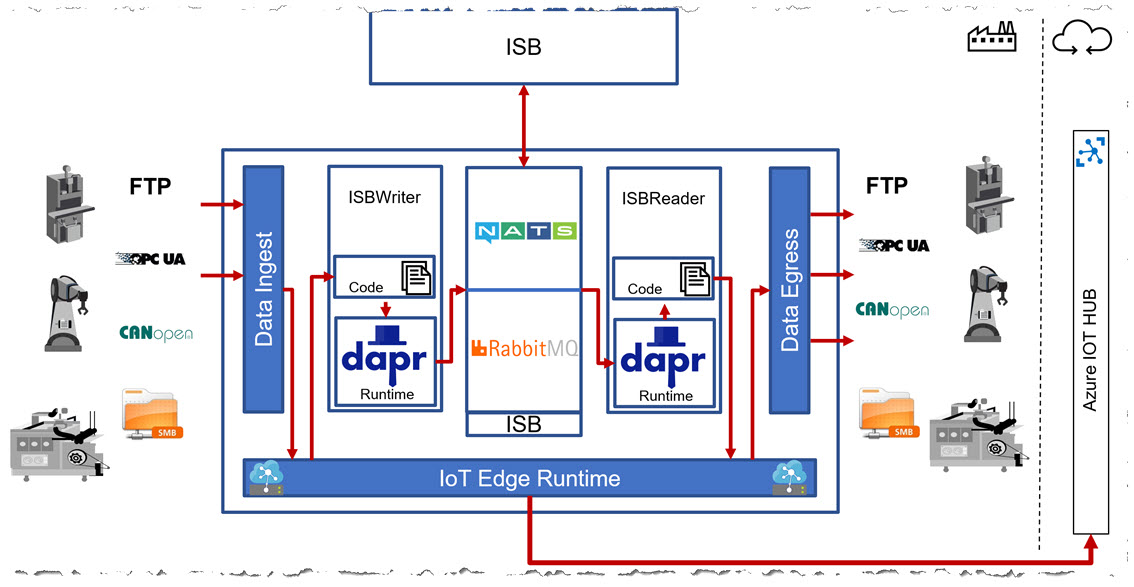 ISB
FTP
OPC UA
CANopen
SMB
Data Ingest
ISBWriter
Code
dapr
Runtime
NATS
RabbitMQ
ISB
ISBReader
Code
dapr
Runtime
Data Egress
FTP
OPC UA
CANopen
SMB
IoT Edge Runtime
Azure IOT HUB